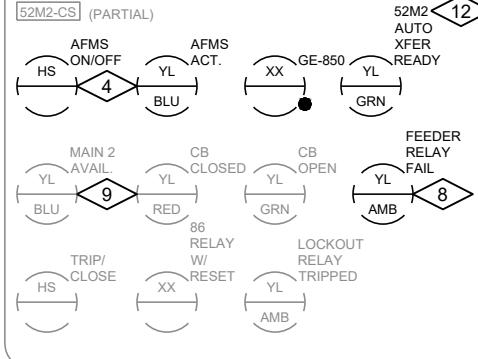 52M2-CS (PARTIAL)
52M2 12
AUTO
XFER
READY
AFMS
ON/OFF
AFMS
ACT.
GE-850
HS
4
YL
BLU
XX
YL
GRN
MAIN 2
AVAIL.
CB
CLOSED
CB
OPEN
FEEDER
RELAY
FAIL
YL
BLU
9
YL
RED
YL
GRN
YL
AMB
8
TRIP/
CLOSE
86
RELAY
W/
RESET
LOCKOUT
RELAY
TRIPPED
HS
XX
YL
AMB